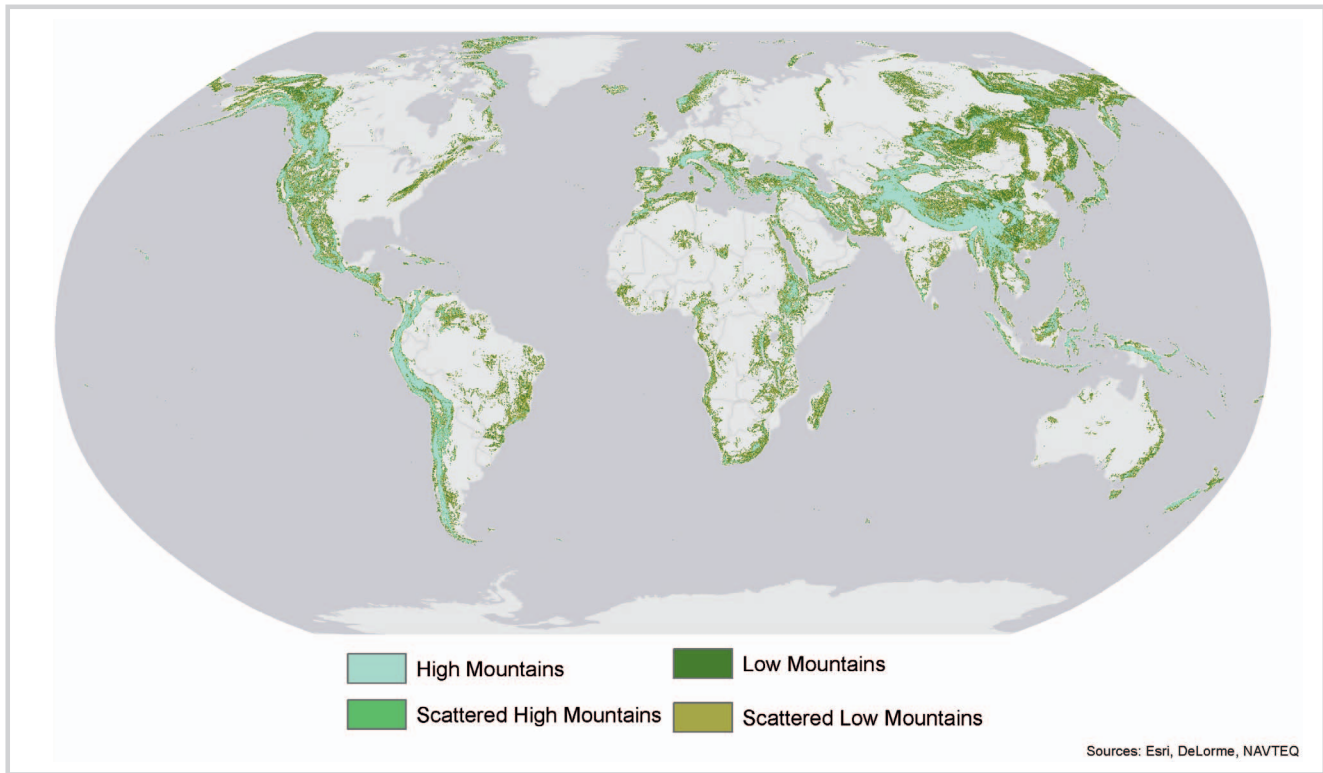 High Mountains
Low Mountains
Scattered High Mountains
Scattered Low Mountains
Sources: Esri, DeLorme, NAVTEQ